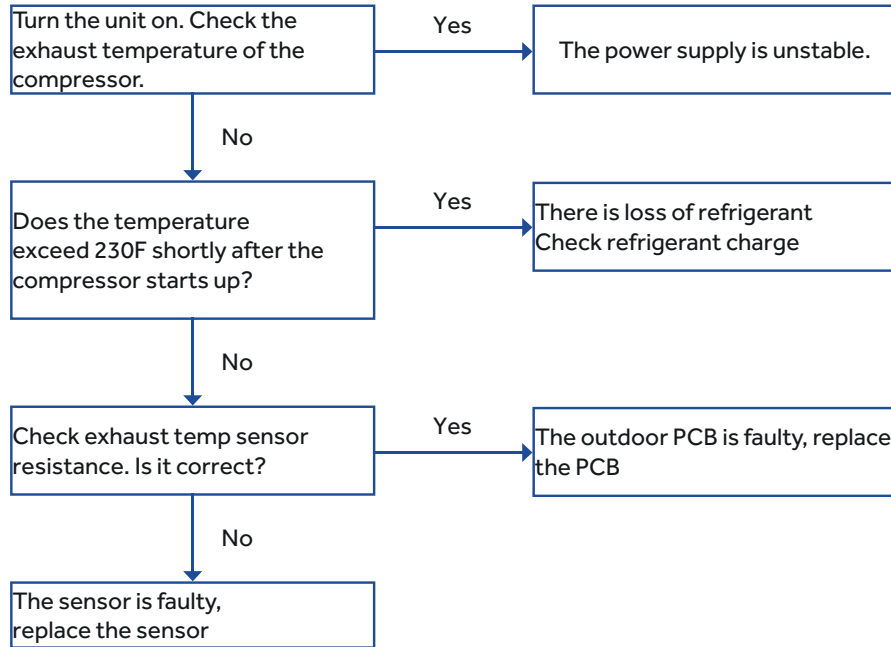 Turn the unit on. Check the
exhaust temperature of the
compressor.
Yes
The power supply is unstable.
No
Does the temperature
exceed 230F shortly after the
compressor starts up?
Yes
There is loss of refrigerant
Check refrigerant charge
No
Check exhaust temp sensor
resistance. Is it correct?
Yes
The outdoor PCB is faulty, replace
the PCB
No
The sensor is faulty,
replace the sensor